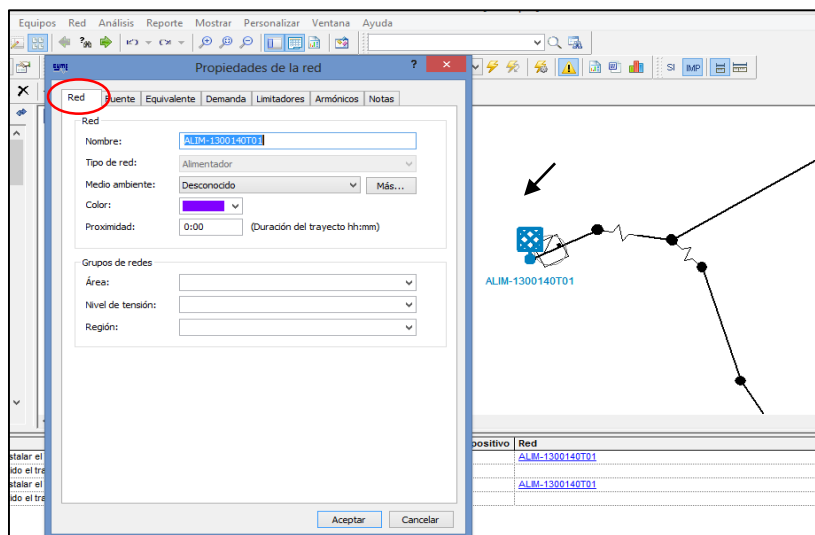 Equipos Red Análisis Reporte Mostrar Personalizar Ventana Ayuda
SI IMP
Propiedades de la red ?
Red Fuente Equivalente Demanda Limitadores Armónicos Notas
Red
Nombre: ALIM-1300140T01
Tipo de red: Alimentador
Medio ambiente: Desconocido Más...
Color:
Proximidad: 0:00 (Duración del trayecto hh:mm)
Grupos de redes
Área:
Nivel de tensión:
Región:
Aceptar Cancelar
ALIM-1300140T01
positivo Red
stalar el ALIM-1300140T01
ido el tra
stalar el ALIM-1300140T01
ido el tra